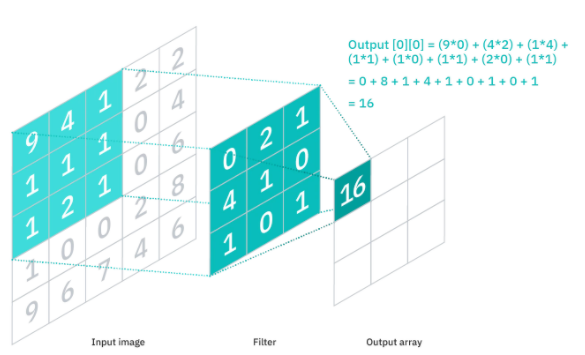 Output [0][0] = (9*0) + (4*2) + (1*4) +
(1*1) + (1*0) + (1*1) + (2*0) + (1*1)
= 0 + 8 + 1 + 4 + 1 + 0 + 1 + 0 + 1
= 16
9 4 1 2 2
1 1 1 0 4
1 2 1 0 6
1 0 0 2 8
9 6 7 4 6
0 2 1
4 1 0
1 0 1
16
Input image
Filter
Output array